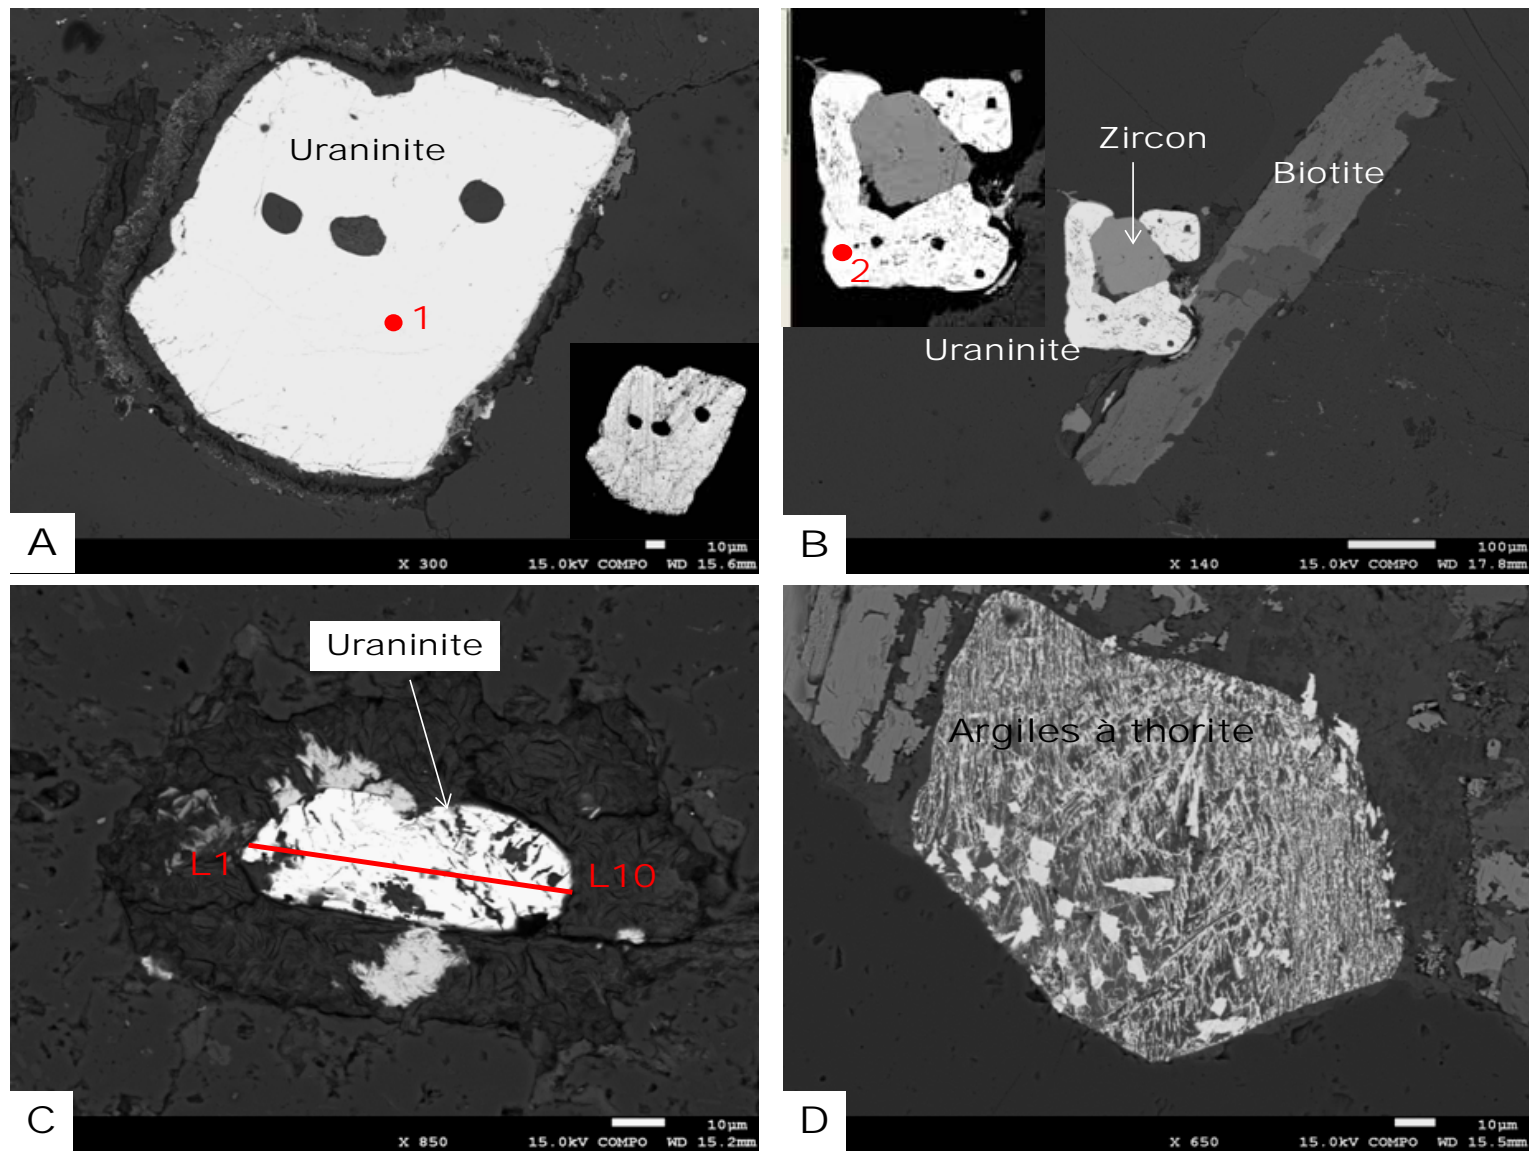 Uraninite
1
A
X 300 15.0kV COMPO WD 15.6mm
10µm
2
Zircon
Biotite
Uraninite
B
X 140 15.0kV COMPO WD 17.8mm
100µm
Uraninite
L1
L10
C
X 850 15.0kV COMPO WD 15.2mm
10µm
Argiles à thorite
D
X 650 15.0kV COMPO WD 15.5mm
10µm